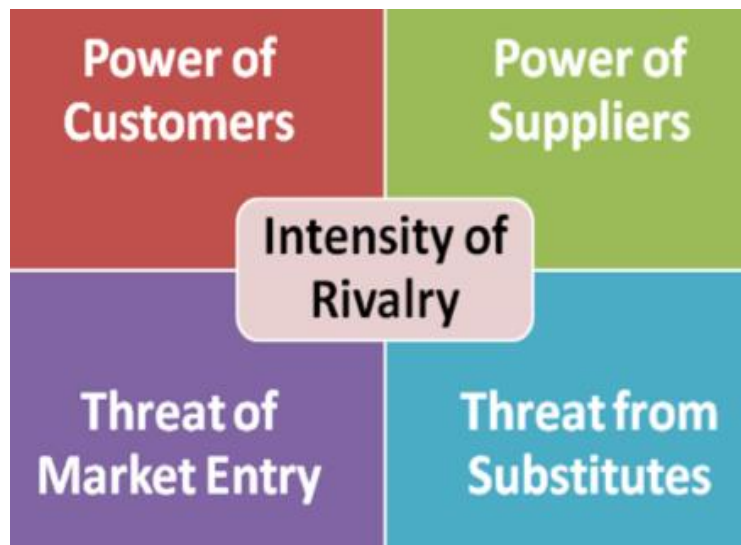 Power of
Customers
Power of
Suppliers
Intensity of
Rivalry
Threat of
Market Entry
Threat from
Substitutes